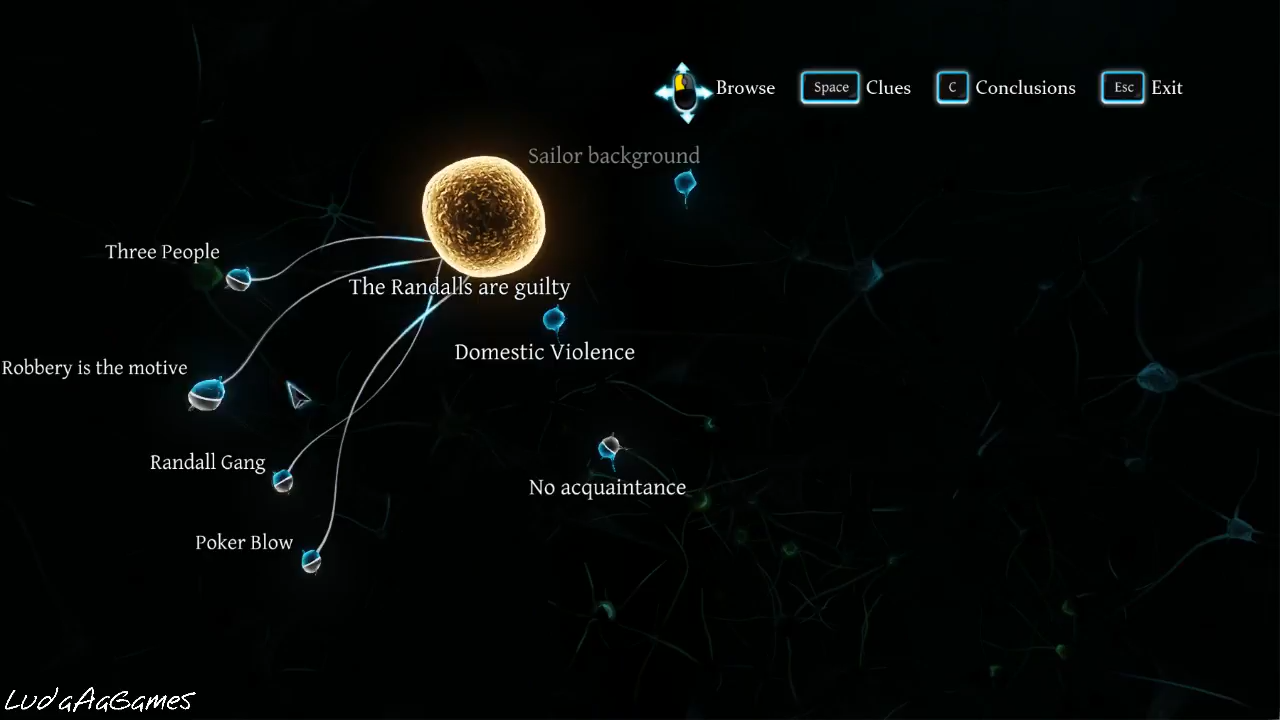 Browse
Space
Clues
C
Conclusions
Esc
Exit
Sailor background
Three People
The Randalls are guilty
Domestic Violence
Robbery is the motive
Randall Gang
No acquaintance
Poker Blow
LudaAaGames